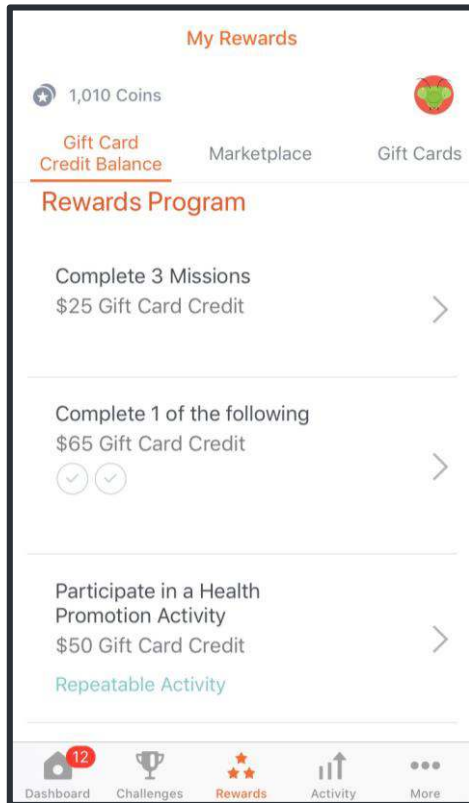 My Rewards
1,010 Coins
Gift Card
Credit Balance
Marketplace
Gift Cards
Rewards Program
Complete 3 Missions
$25 Gift Card Credit
Complete 1 of the following
$65 Gift Card Credit
Participate in a Health
Promotion Activity
$50 Gift Card Credit
Repeatable Activity
12
Dashboard
Challenges
Rewards
Activity
More